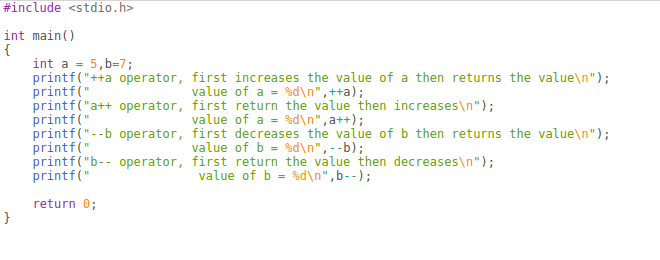 #include <stdio.h>

int main()
{
    int a = 5,b=7;
    printf("++a operator, first increases the value of a then returns the value\n");
    printf("              value of a = %d\n",++a);
    printf("a++ operator, first return the value then increases\n");
    printf("              value of a = %d\n",a++);
    printf("--b operator, first decreases the value of b then returns the value\n");
    printf("              value of b = %d\n",--b);
    printf("b-- operator, first return the value then decreases\n");
    printf("               value of b = %d\n",b--);

    return 0;
}